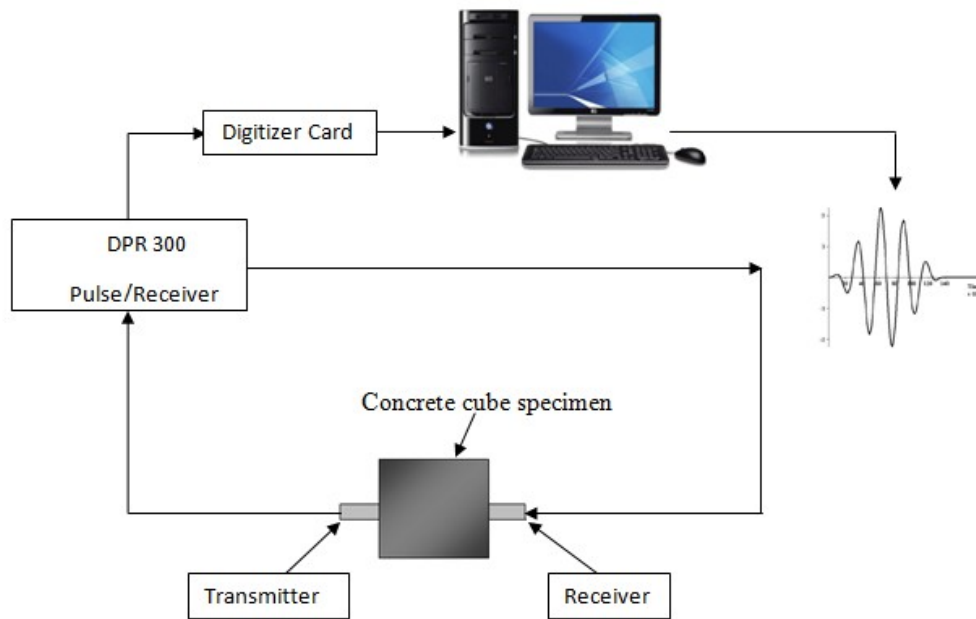 Digitizer Card
DPR 300
Pulse/Receiver
Concrete cube specimen
Transmitter
Receiver